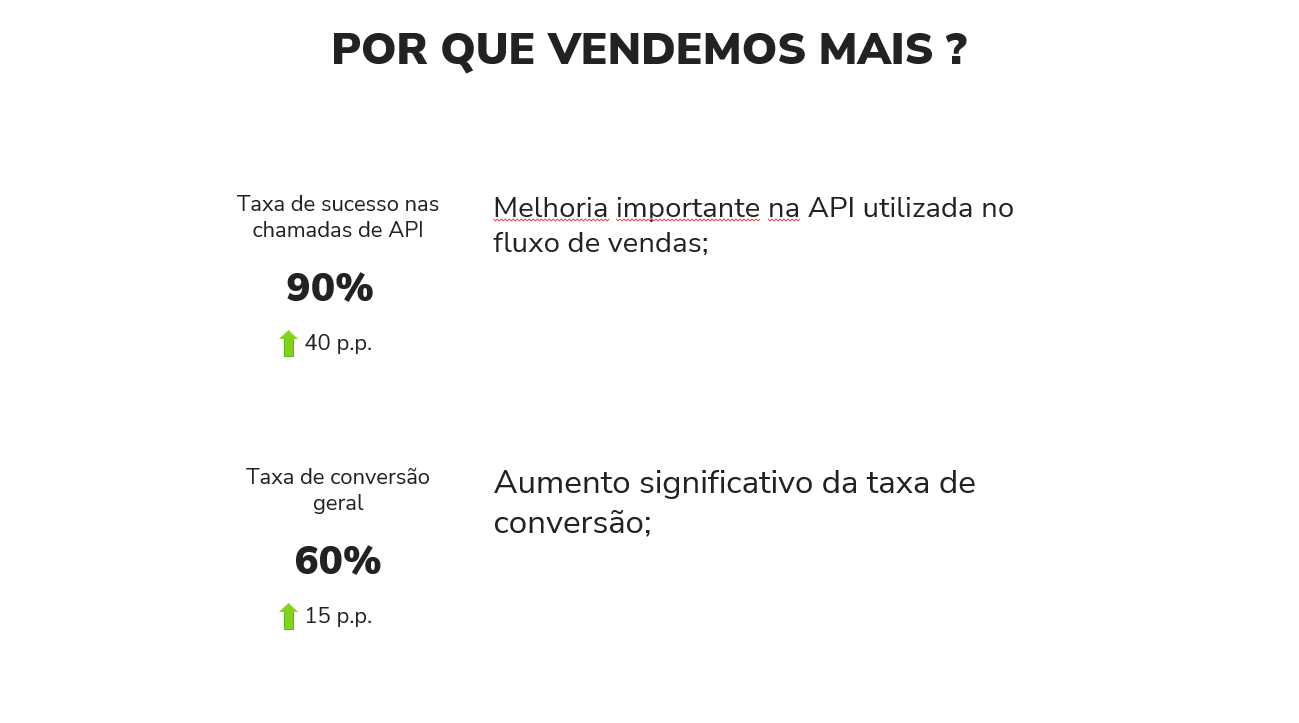 POR QUE VENDEMOS MAIS ?
Taxa de sucesso nas
chamadas de API
90%
40 p.p.
Melhoria importante na API utilizada no
fluxo de vendas;
Taxa de conversão
geral
60%
15 p.p.
Aumento significativo da taxa de
conversão;